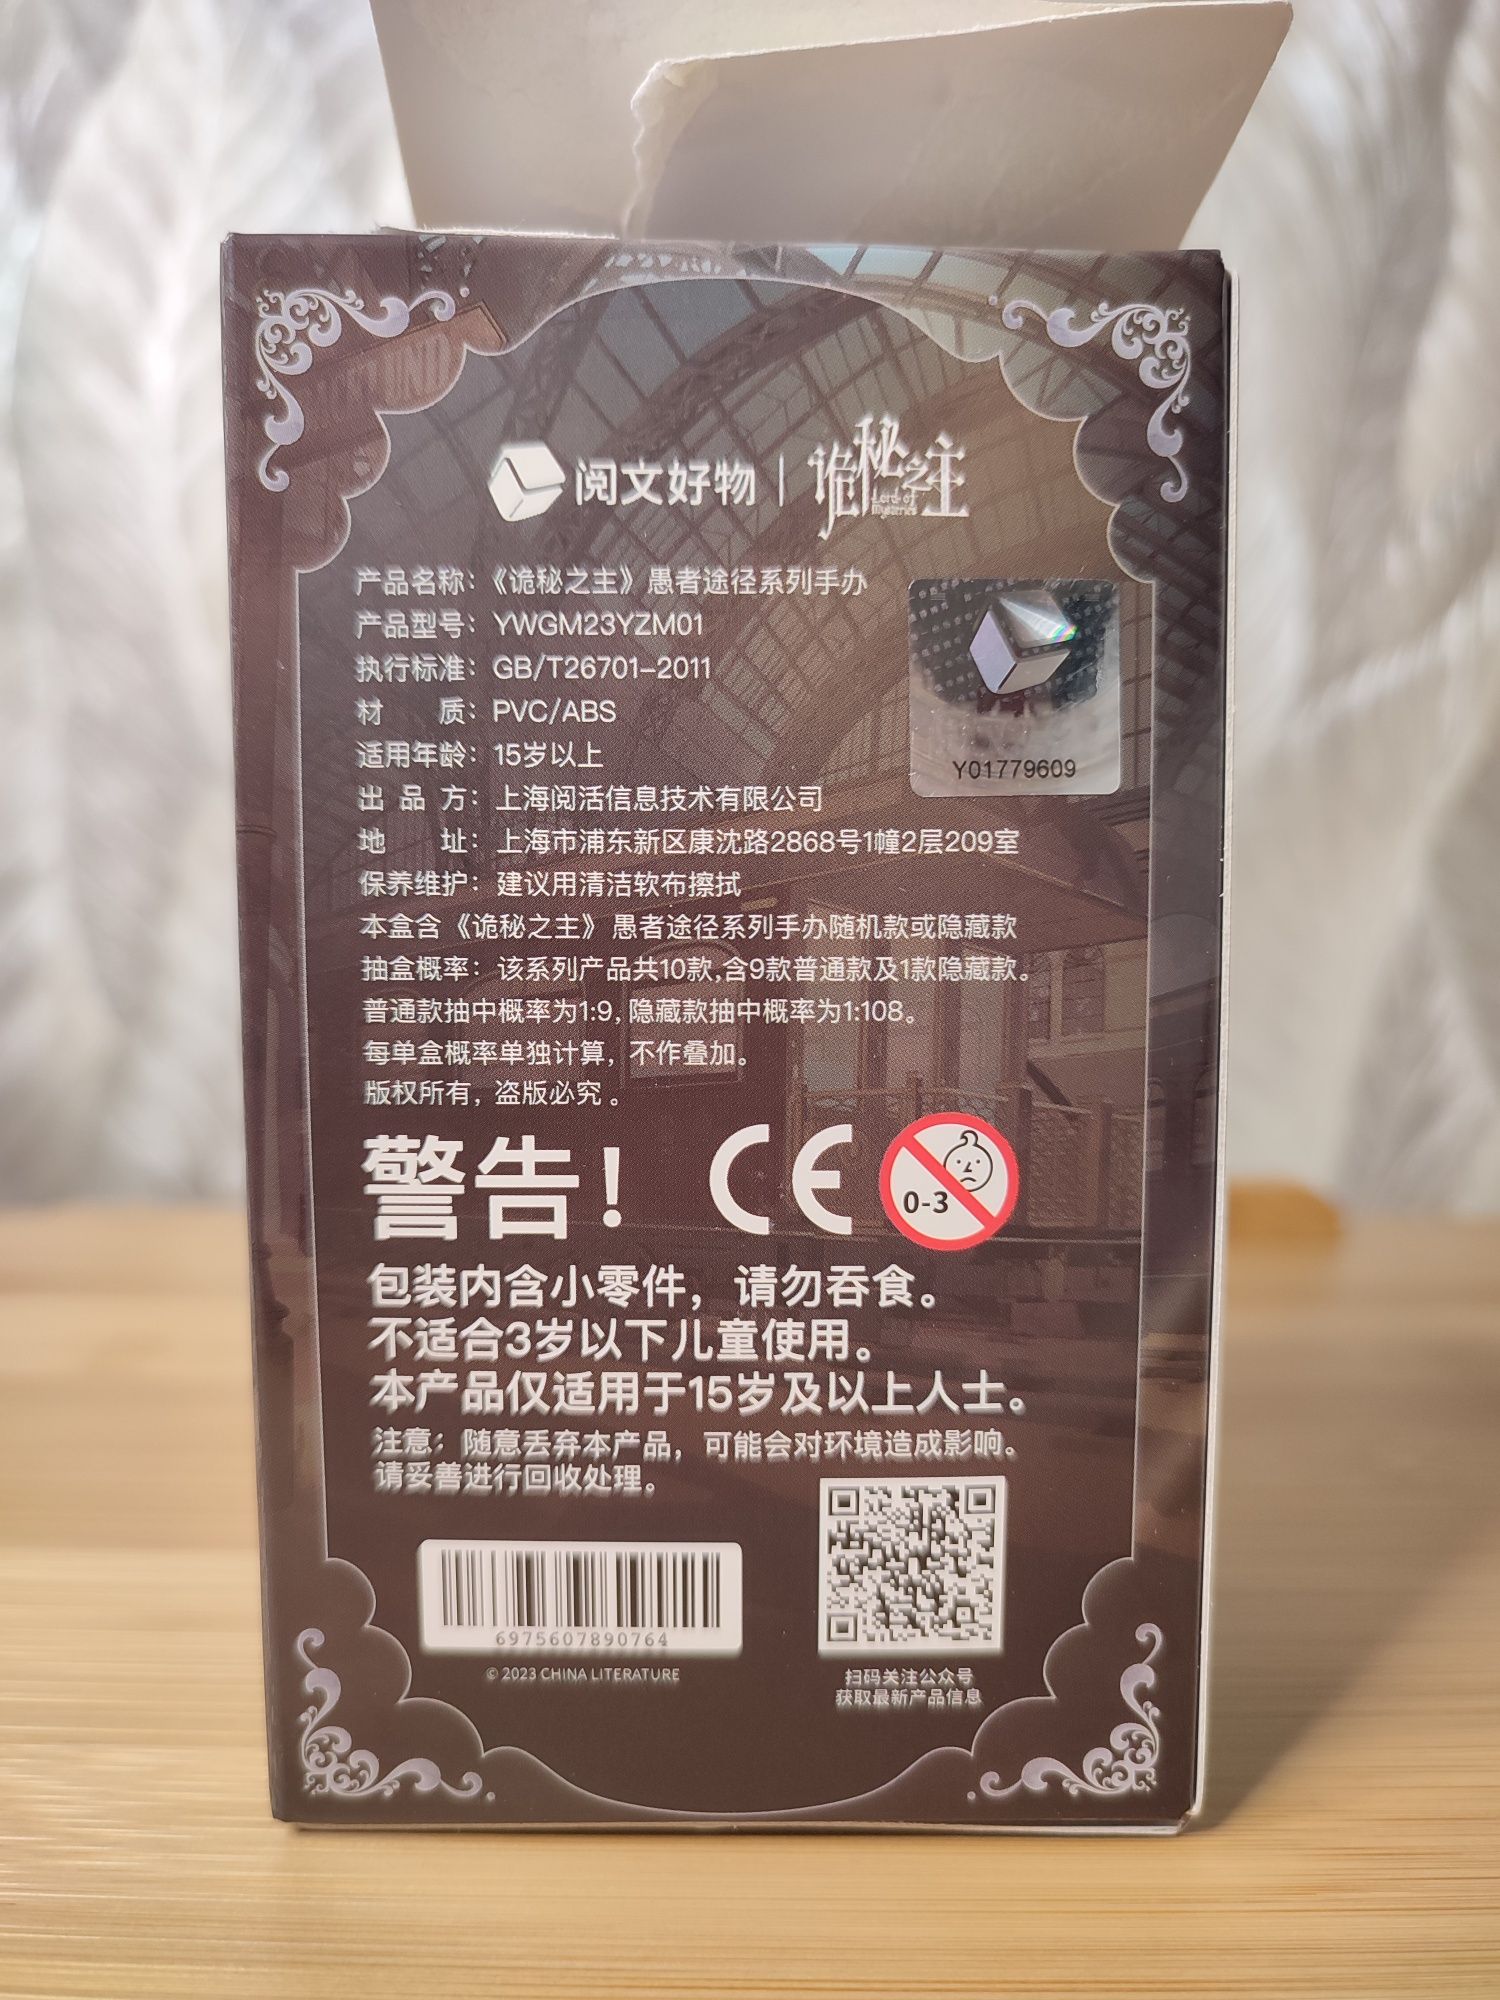 阅文好物 | 诡秘之主
Lord of
Mysteries
产品名称：《诡秘之主》愚者途径系列手办
产品型号：YWGM23YZM01
执行标准：GB/T26701-2011
材 质：PVC/ABS
适用年龄：15岁以上
Y01779609
出 品 方：上海阅活信息技术有限公司
地 址：上海市浦东新区康沈路2868号1幢2层209室
保养维护：建议用清洁软布擦拭
本盒含《诡秘之主》愚者途径系列手办随机款或隐藏款
抽盒概率：该系列产品共10款,含9款普通款及1款隐藏款。
普通款抽中概率为1:9,隐藏款抽中概率为1:108。
每单盒概率单独计算，不作叠加。
版权所有，盗版必究。
警告！ CE 0-3
包装内含小零件，请勿吞食。
不适合3岁以下儿童使用。
本产品仅适用于15岁及以上人士。
注意：随意丢弃本产品，可能会对环境造成影响。
请妥善进行回收处理。
6975607890764
© 2023 CHINA LITERATURE
扫码关注公众号
获取最新产品信息